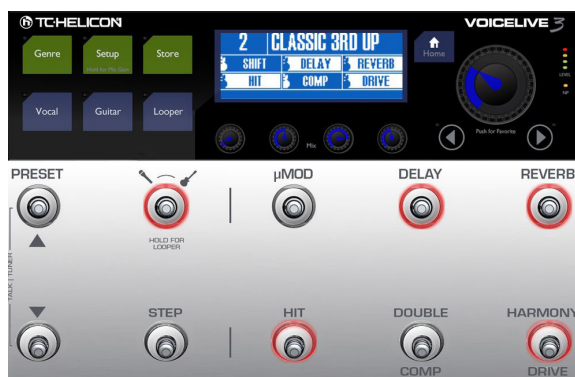 TC·HELICON
VOICELIVE 3
Genre
Setup
Hold for Mic Gain
Store
2 CLASSIC 3RD UP
SHIFT DELAY REVERB
HIT COMP DRIVE
Home
LEVEL
INPUT
Vocal
Guitar
Looper
Mix
Push for Favorite
PRESET
µMOD
DELAY
REVERB
HOLD FOR
LOOPER
TALK | TUNER
STEP
HIT
DOUBLE
HARMONY
COMP
DRIVE